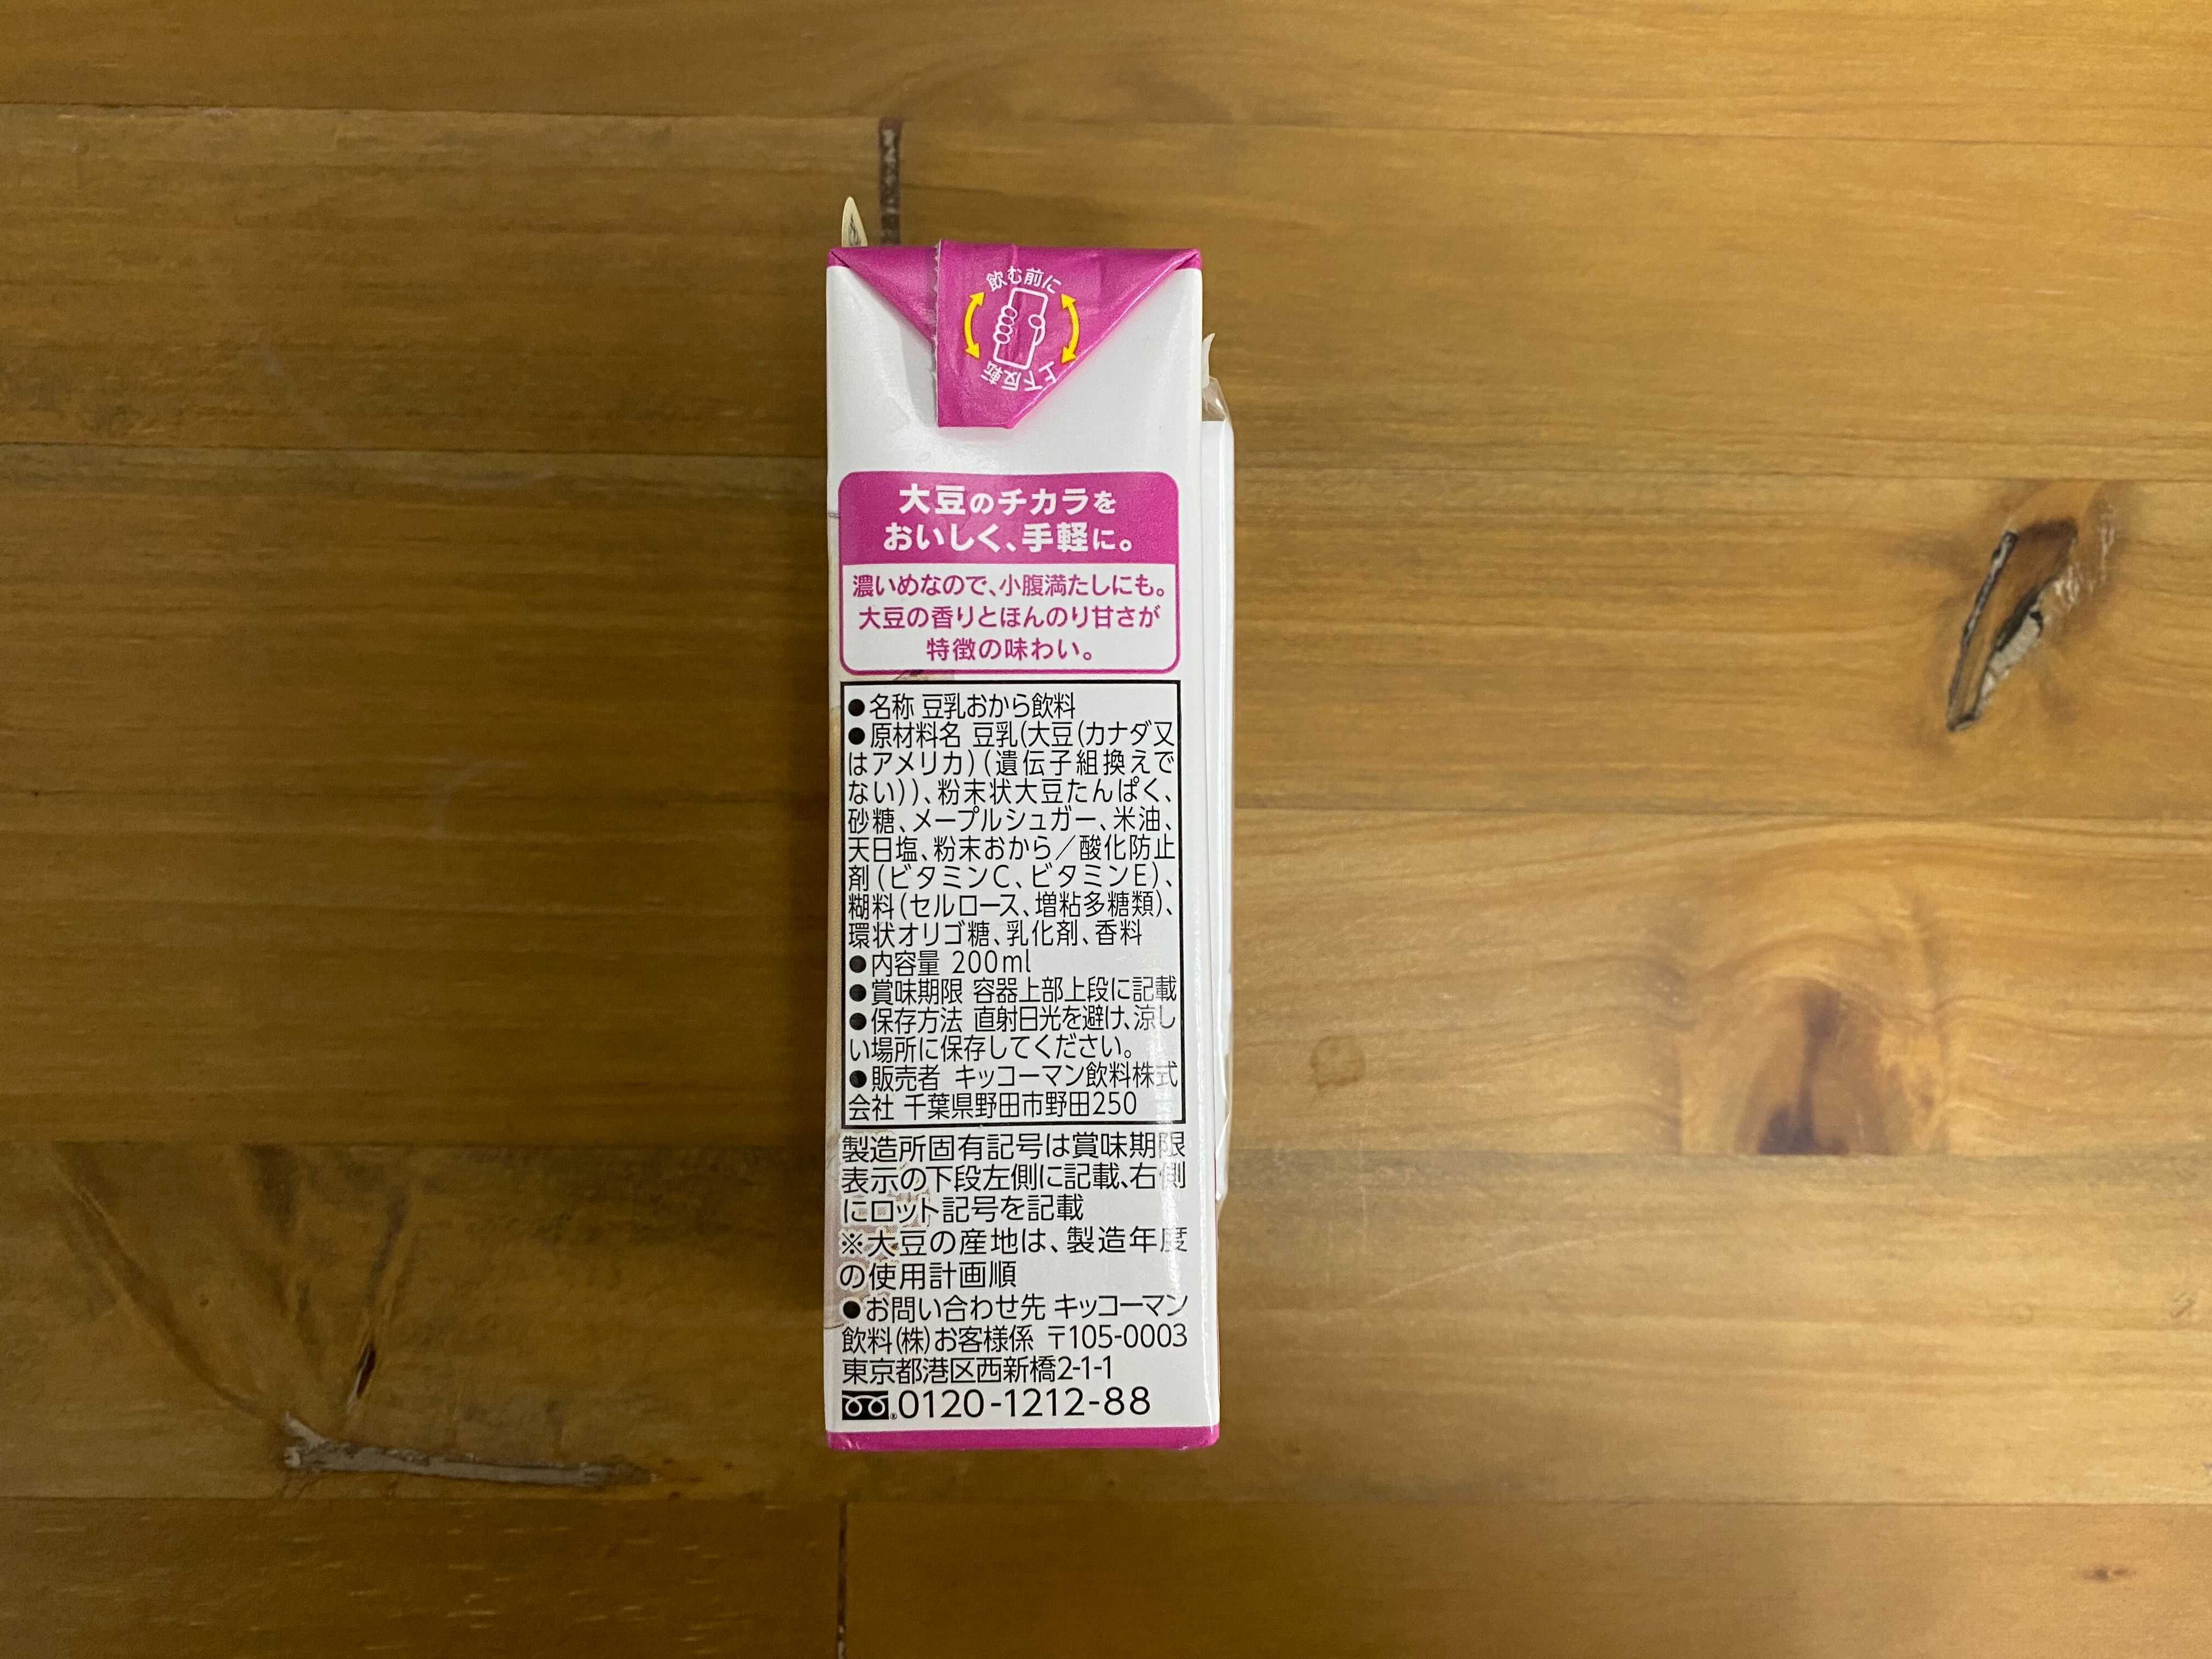 飲む前に
上下反転
大豆のチカラを
おいしく、手軽に。
濃いめなので、小腹満たしにも。
大豆の香りとほんのり甘さが
特徴の味わい。
●名称 豆乳おから飲料
●原材料名 豆乳(大豆(カナダ又
はアメリカ)(遺伝子組換えで
ない))、粉末状大豆たんぱく、
砂糖、メープルシュガー、米油、
天日塩、粉末おから／酸化防止
剤(ビタミンC、ビタミンE)、
糊料(セルロース、増粘多糖類)、
環状オリゴ糖、乳化剤、香料
●内容量 200ml
●賞味期限 容器上部上段に記載
●保存方法 直射日光を避け、涼し
い場所に保存してください。
●販売者 キッコーマン飲料株式
会社 千葉県野田市野田250
製造所固有記号は賞味期限
表示の下段左側に記載、右側
にロット記号を記載
※大豆の産地は、製造年度
の使用計画順
●お問い合わせ先 キッコーマン
飲料(株)お客様係 〒105-0003
東京都港区西新橋2-1-1
0120-1212-88